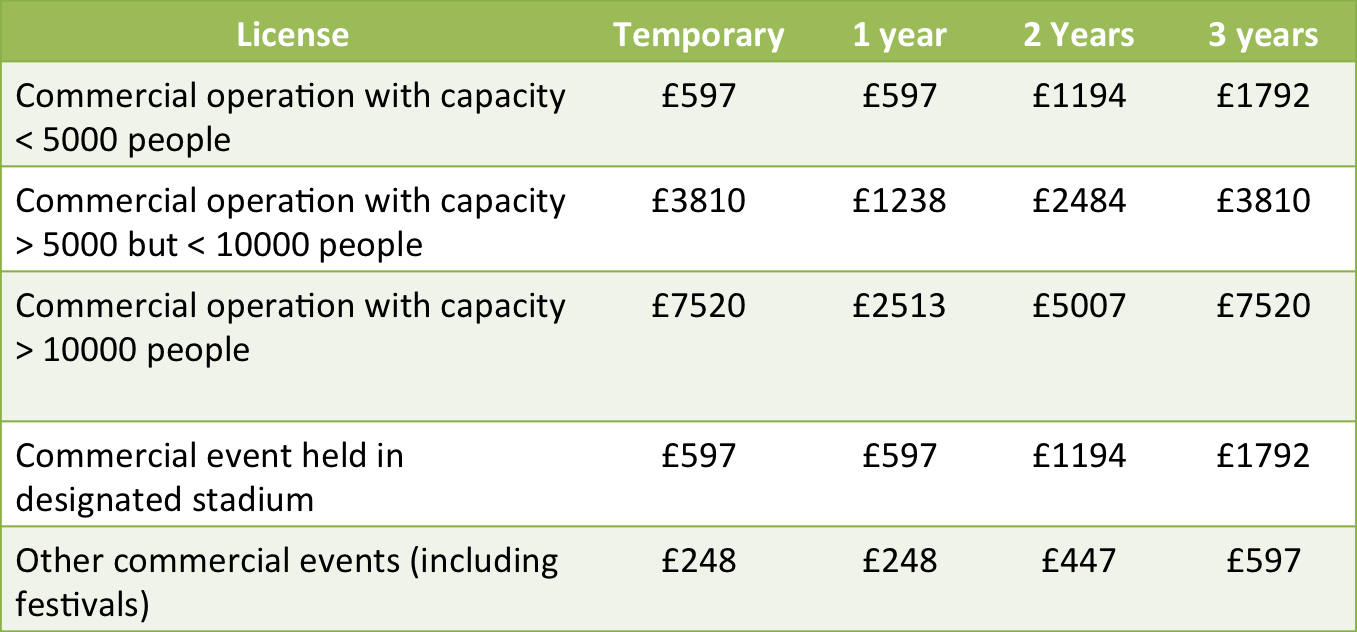 License Temporary 1 year 2 Years 3 years
Commercial operation with capacity £597 £597 £1194 £1792
< 5000 people
Commercial operation with capacity £3810 £1238 £2484 £3810
> 5000 but < 10000 people
Commercial operation with capacity £7520 £2513 £5007 £7520
> 10000 people
Commercial event held in £597 £597 £1194 £1792
designated stadium
Other commercial events (including £248 £248 £447 £597
festivals)